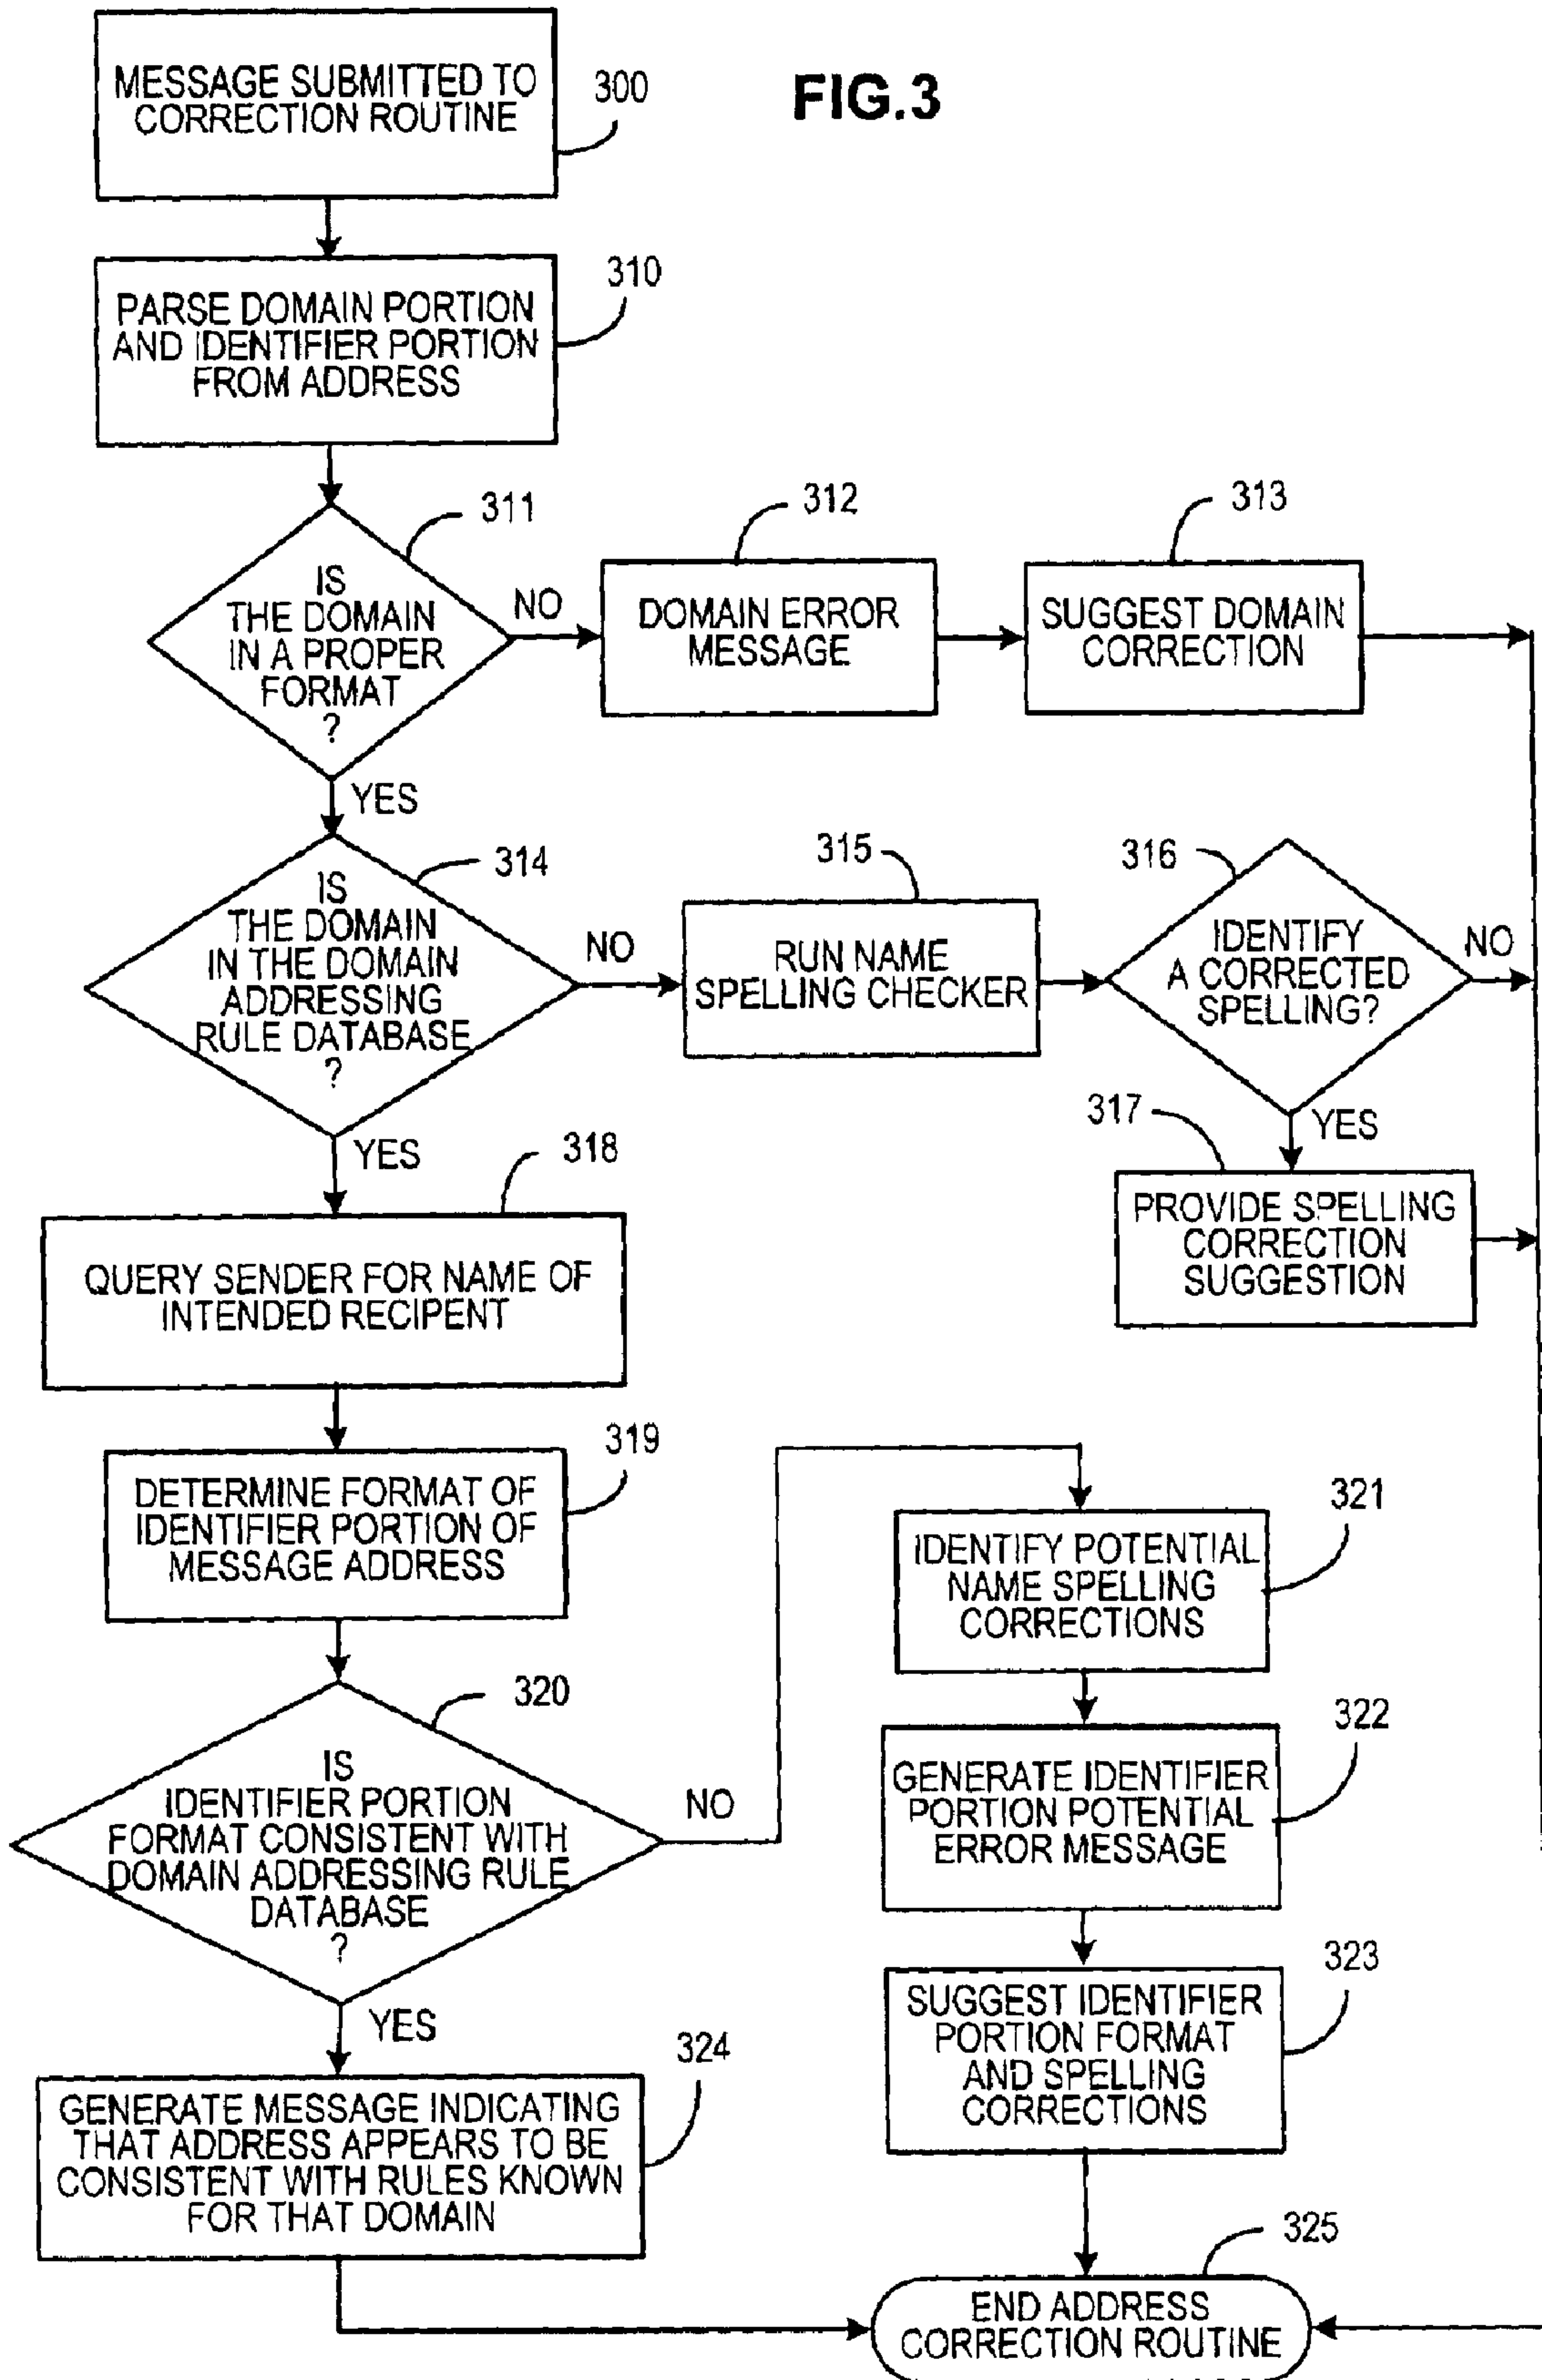 FIG.3
MESSAGE SUBMITTED TO
CORRECTION ROUTINE
300
PARSE DOMAIN PORTION
AND IDENTIFIER PORTION
FROM ADDRESS
310
IS
THE DOMAIN
IN A PROPER
FORMAT
?
311
NO
DOMAIN ERROR
MESSAGE
312
SUGGEST DOMAIN
CORRECTION
313
YES
IS
THE DOMAIN
IN THE DOMAIN
ADDRESSING
RULE DATABASE
?
314
NO
RUN NAME
SPELLING CHECKER
315
IDENTIFY
A CORRECTED
SPELLING?
316
NO
YES
317
PROVIDE SPELLING
CORRECTION
SUGGESTION
YES
318
QUERY SENDER FOR NAME OF
INTENDED RECIPENT
319
DETERMINE FORMAT OF
IDENTIFIER PORTION OF
MESSAGE ADDRESS
320
IS
IDENTIFIER PORTION
FORMAT CONSISTENT WITH
DOMAIN ADDRESSING RULE
DATABASE
?
NO
321
IDENTIFY POTENTIAL
NAME SPELLING
CORRECTIONS
322
GENERATE IDENTIFIER
PORTION POTENTIAL
ERROR MESSAGE
323
SUGGEST IDENTIFIER
PORTION FORMAT
AND SPELLING
CORRECTIONS
YES
324
GENERATE MESSAGE INDICATING
THAT ADDRESS APPEARS TO BE
CONSISTENT WITH RULES KNOWN
FOR THAT DOMAIN
325
END ADDRESS
CORRECTION ROUTINE